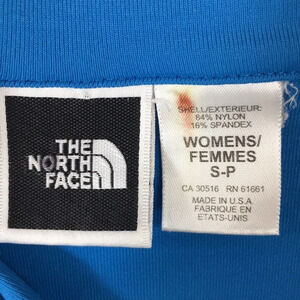 THE
NORTH
FACE
SHELL/EXTERIEUR:
84% NYLON
16% SPANDEX
WOMENS/
FEMMES
S-P
CA 30516 RN 61661
MADE IN U.S.A.
FABRIQUE EN
ETATS-UNIS